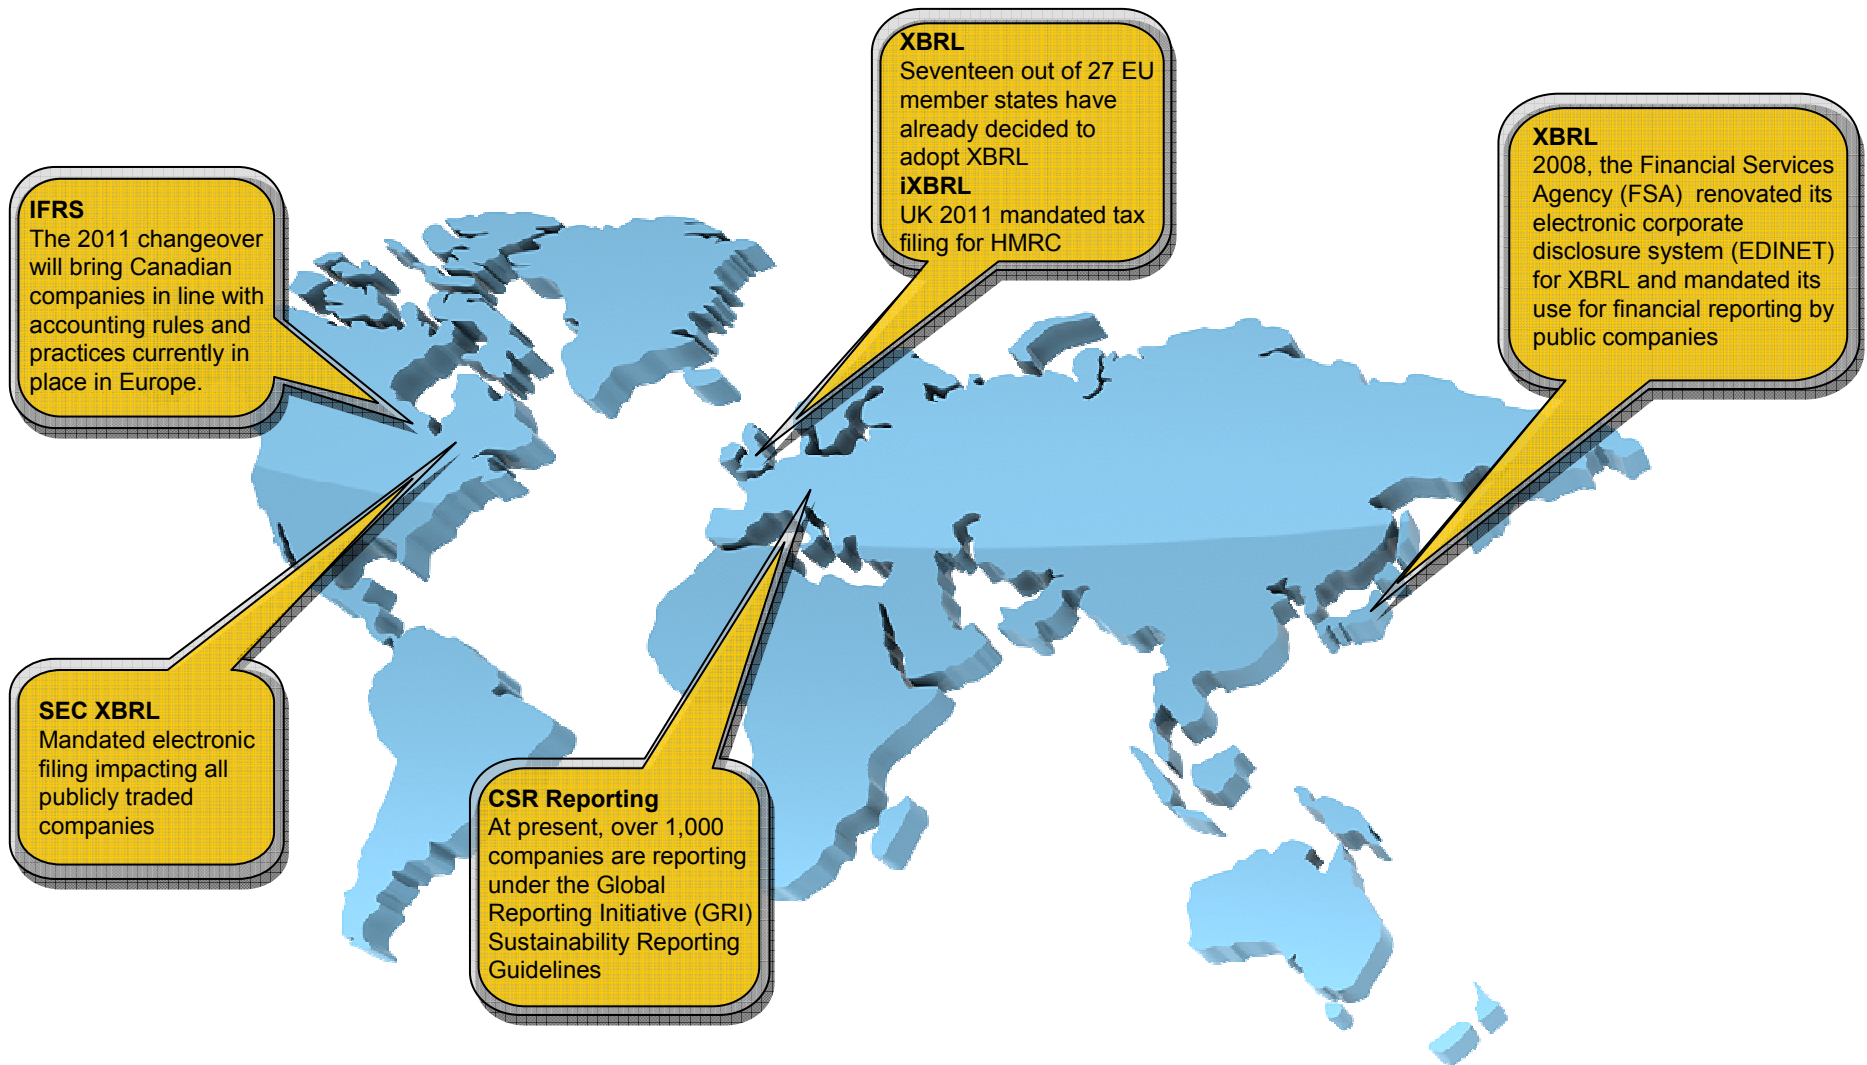 XBRL
Seventeen out of 27 EU
member states have
already decided to
adopt XBRL
iXBRL
UK 2011 mandated tax
filing for HMRC
XBRL
2008, the Financial Services
Agency (FSA)  renovated its
electronic corporate
disclosure system (EDINET)
for XBRL and mandated its
use for financial reporting by
public companies
IFRS
The 2011 changeover
will bring Canadian
companies in line with
accounting rules and
practices currently in
place in Europe.
SEC XBRL
Mandated electronic
filing impacting all
publicly traded
companies
CSR Reporting
At present, over 1,000
companies are reporting
under the Global
Reporting Initiative (GRI)
Sustainability Reporting
Guidelines